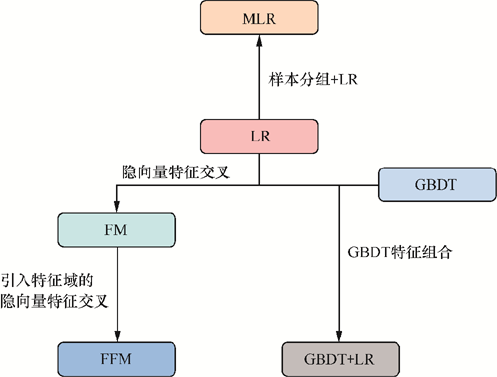 MLR
样本分组+LR
LR
隐向量特征交叉
GBDT
FM
GBDT特征组合
引入特征域的
隐向量特征交叉
FFM
GBDT+LR